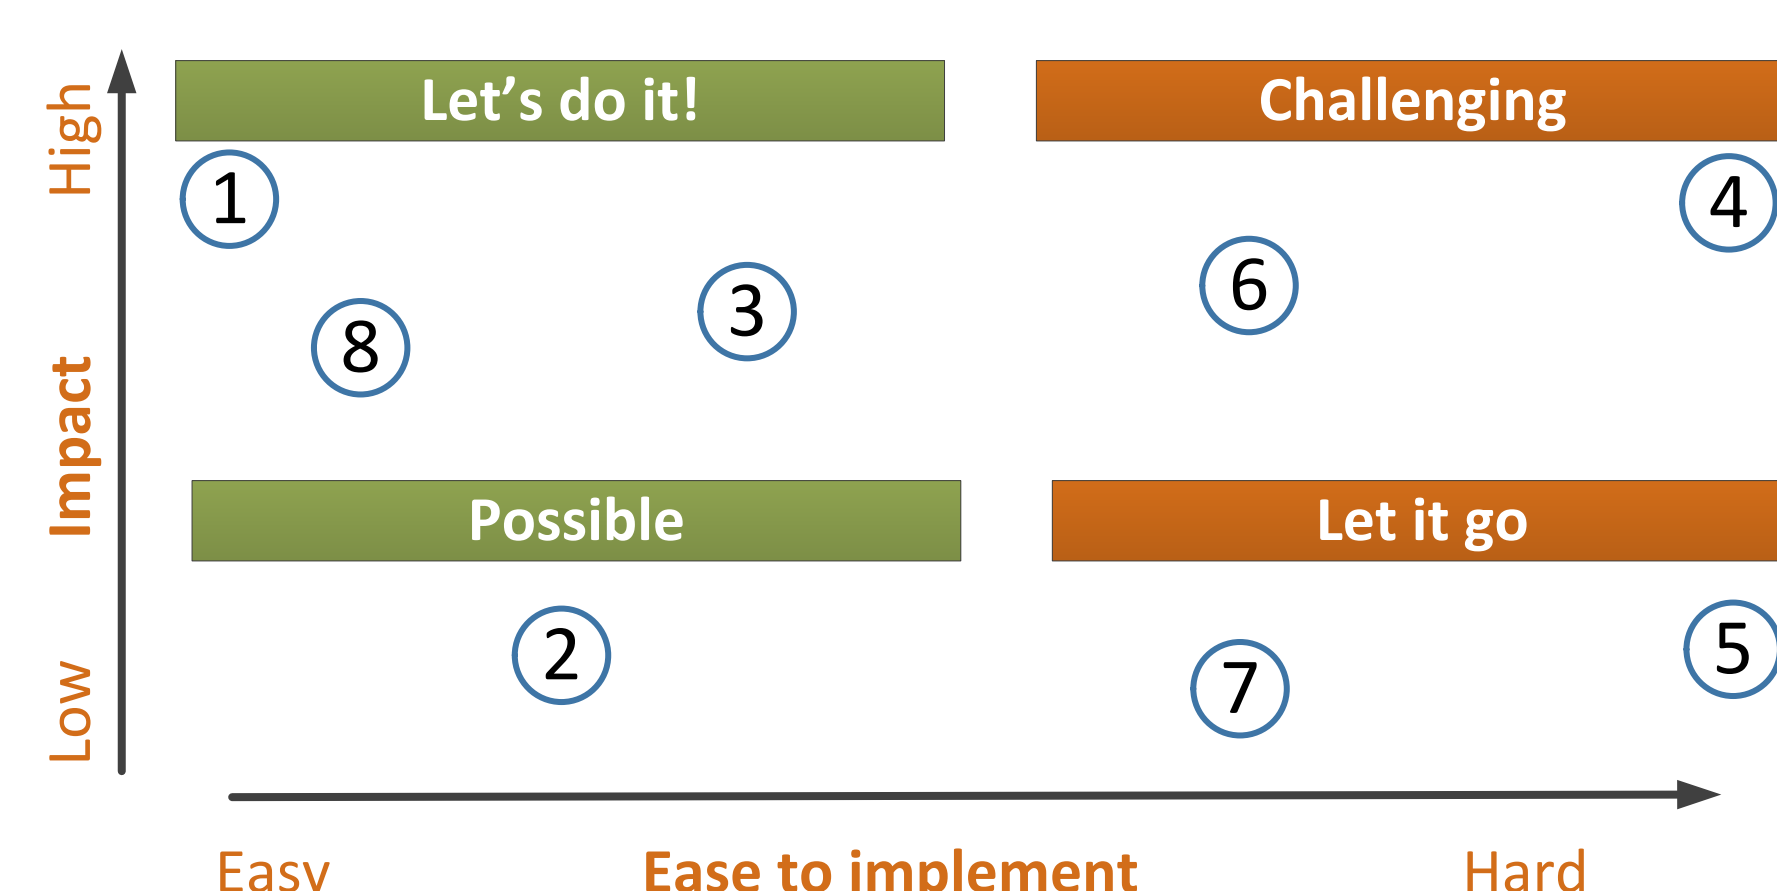 High
Let's do it!
Challenging
1
4
6
3
8
Impact
Possible
Let it go
2
5
7
Low
Easy
Ease to implement
Hard